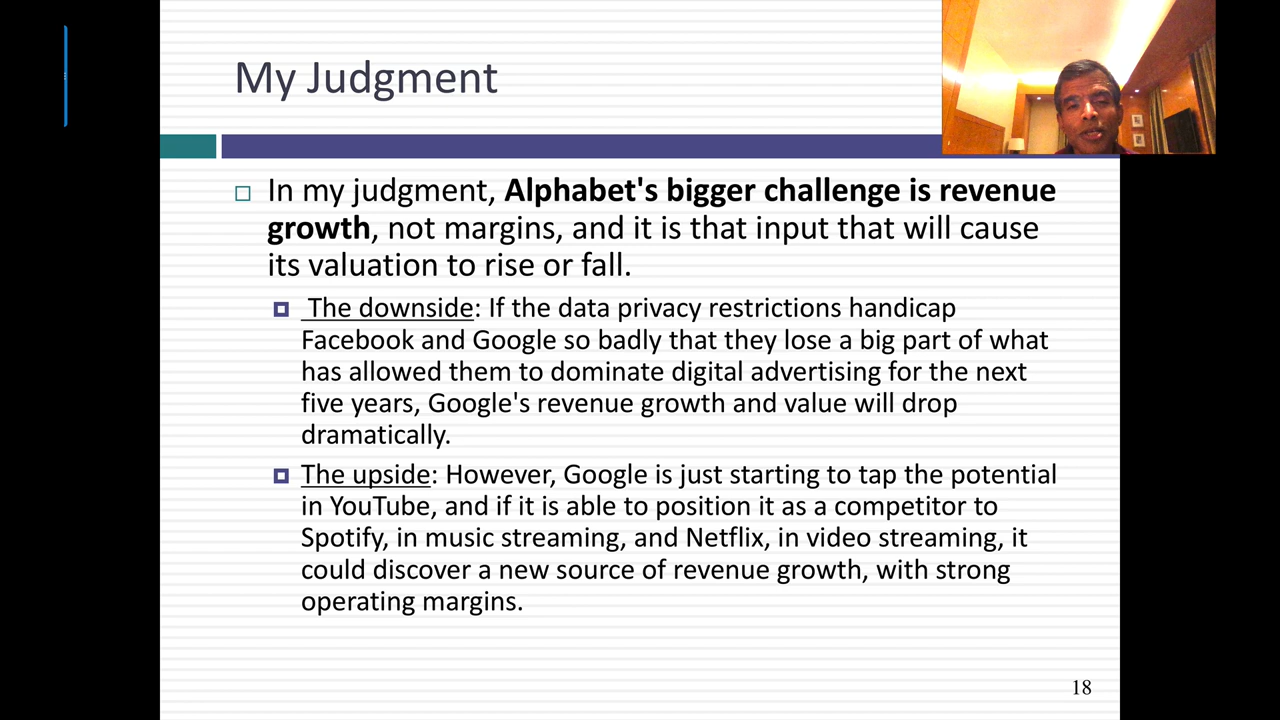 My Judgment
In my judgment, Alphabet's bigger challenge is revenue
growth, not margins, and it is that input that will cause
its valuation to rise or fall.
The downside: If the data privacy restrictions handicap
Facebook and Google so badly that they lose a big part of what
has allowed them to dominate digital advertising for the next
five years, Google's revenue growth and value will drop
dramatically.
The upside: However, Google is just starting to tap the potential
in YouTube, and if it is able to position it as a competitor to
Spotify, in music streaming, and Netflix, in video streaming, it
could discover a new source of revenue growth, with strong
operating margins.
18